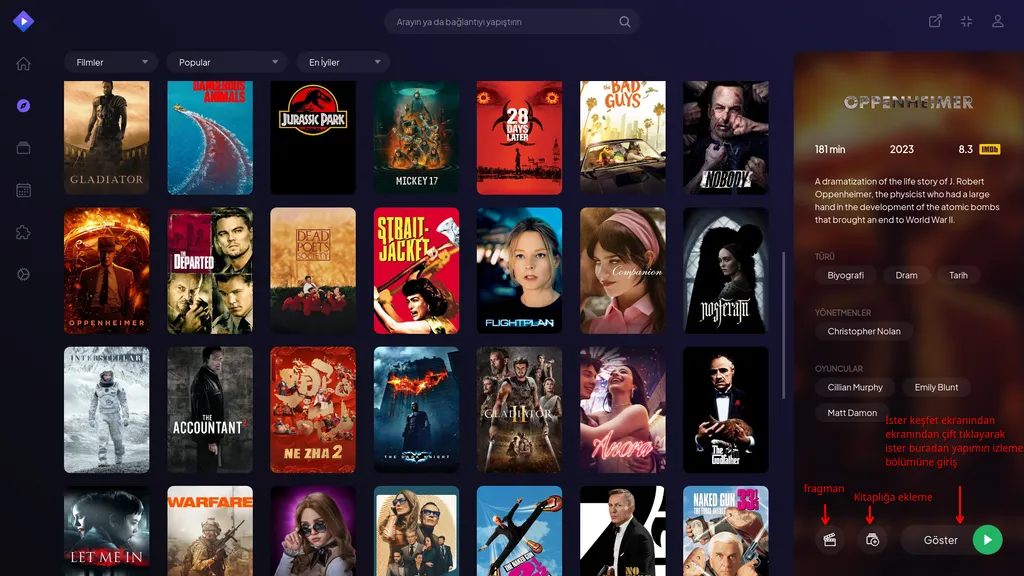 Arayın ya da bağlantıyı yapıştırın
Filmler
Popular
En İyiler
GLADIATOR
DANGEROUS
ANIMALS
JURASSIC PARK
MICKEY 17
28
DAYS
LATER
THE BAD
GUYS
NOBODY
OPPENHEIMER
THE
DEPARTED
DEAD
POETS
SOCIETY
STRAIT-
JACKET
FLIGHTPLAN
Companion
nosferatu
INTERSTELLAR
THE
ACCOUNTANT 2
NE ZHA 2
THE DARK KNIGHT
GLADIATOR
II
Anora
The
Godfather
LET ME IN
WARFARE
NAKED GUN
33⅓
NO
OPPENHEIMER
181 min
2023
8.3 IMDb
A dramatization of the life story of J. Robert
Oppenheimer, the physicist who had a large
hand in the development of the atomic bombs
that brought an end to World War II.
TÜRÜ
Biyografi
Dram
Tarih
YÖNETMENLER
Christopher Nolan
OYUNCULAR
Cillian Murphy
Emily Blunt
Matt Damon
İster keşfet ekranından
ekranından çift tıklayarak
ister buradan yapımın izleme
bölümüne giriş
fragman
Kitaplığa ekleme
Göster